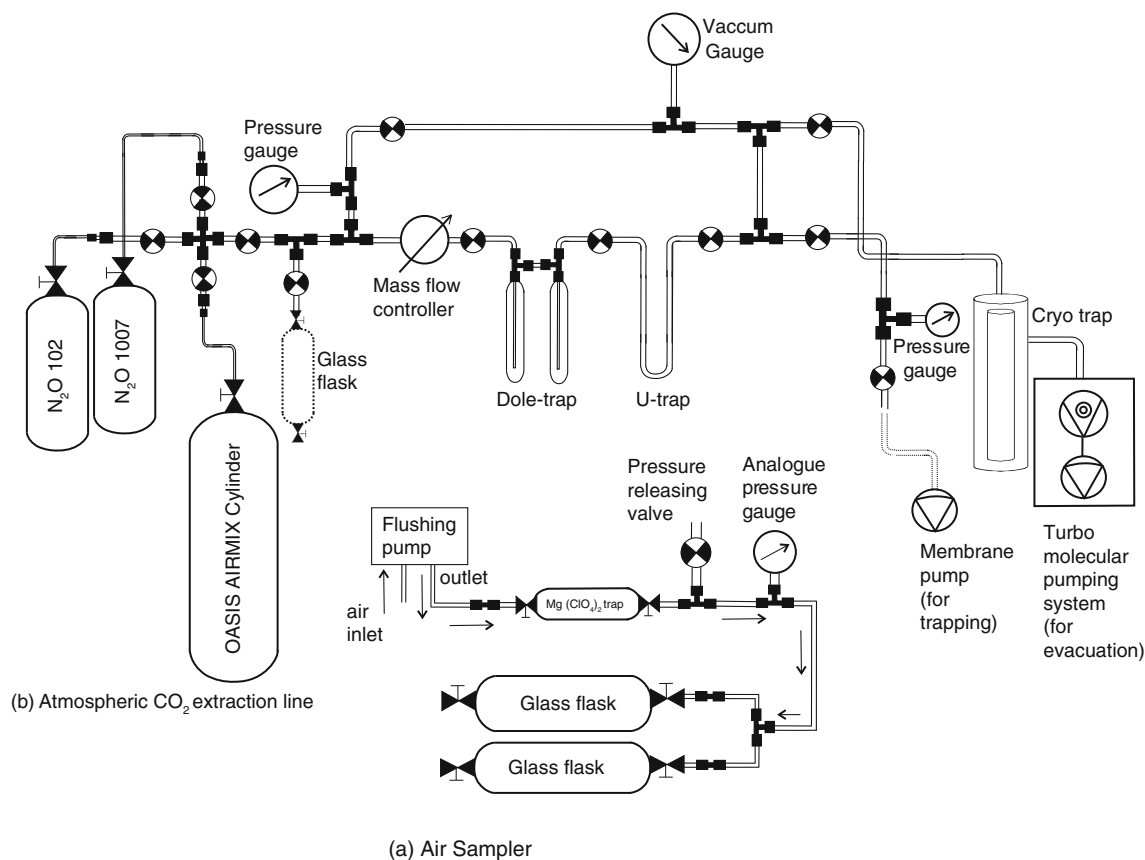 Vaccum
Gauge
Pressure
gauge
Mass flow
controller
N₂O 102
N₂O 1007
Glass
flask
Dole-trap
U-trap
Pressure
gauge
Cryo trap
OASIS AIRMIX Cylinder
Membrane
pump
(for
trapping)
Turbo
molecular
pumping
system
(for
evacuation)
(b) Atmospheric CO₂ extraction line
Flushing
pump
outlet
air
inlet
Mg (ClO₄)₂ trap
Pressure
releasing
valve
Analogue
pressure
gauge
Glass flask
Glass flask
(a) Air Sampler